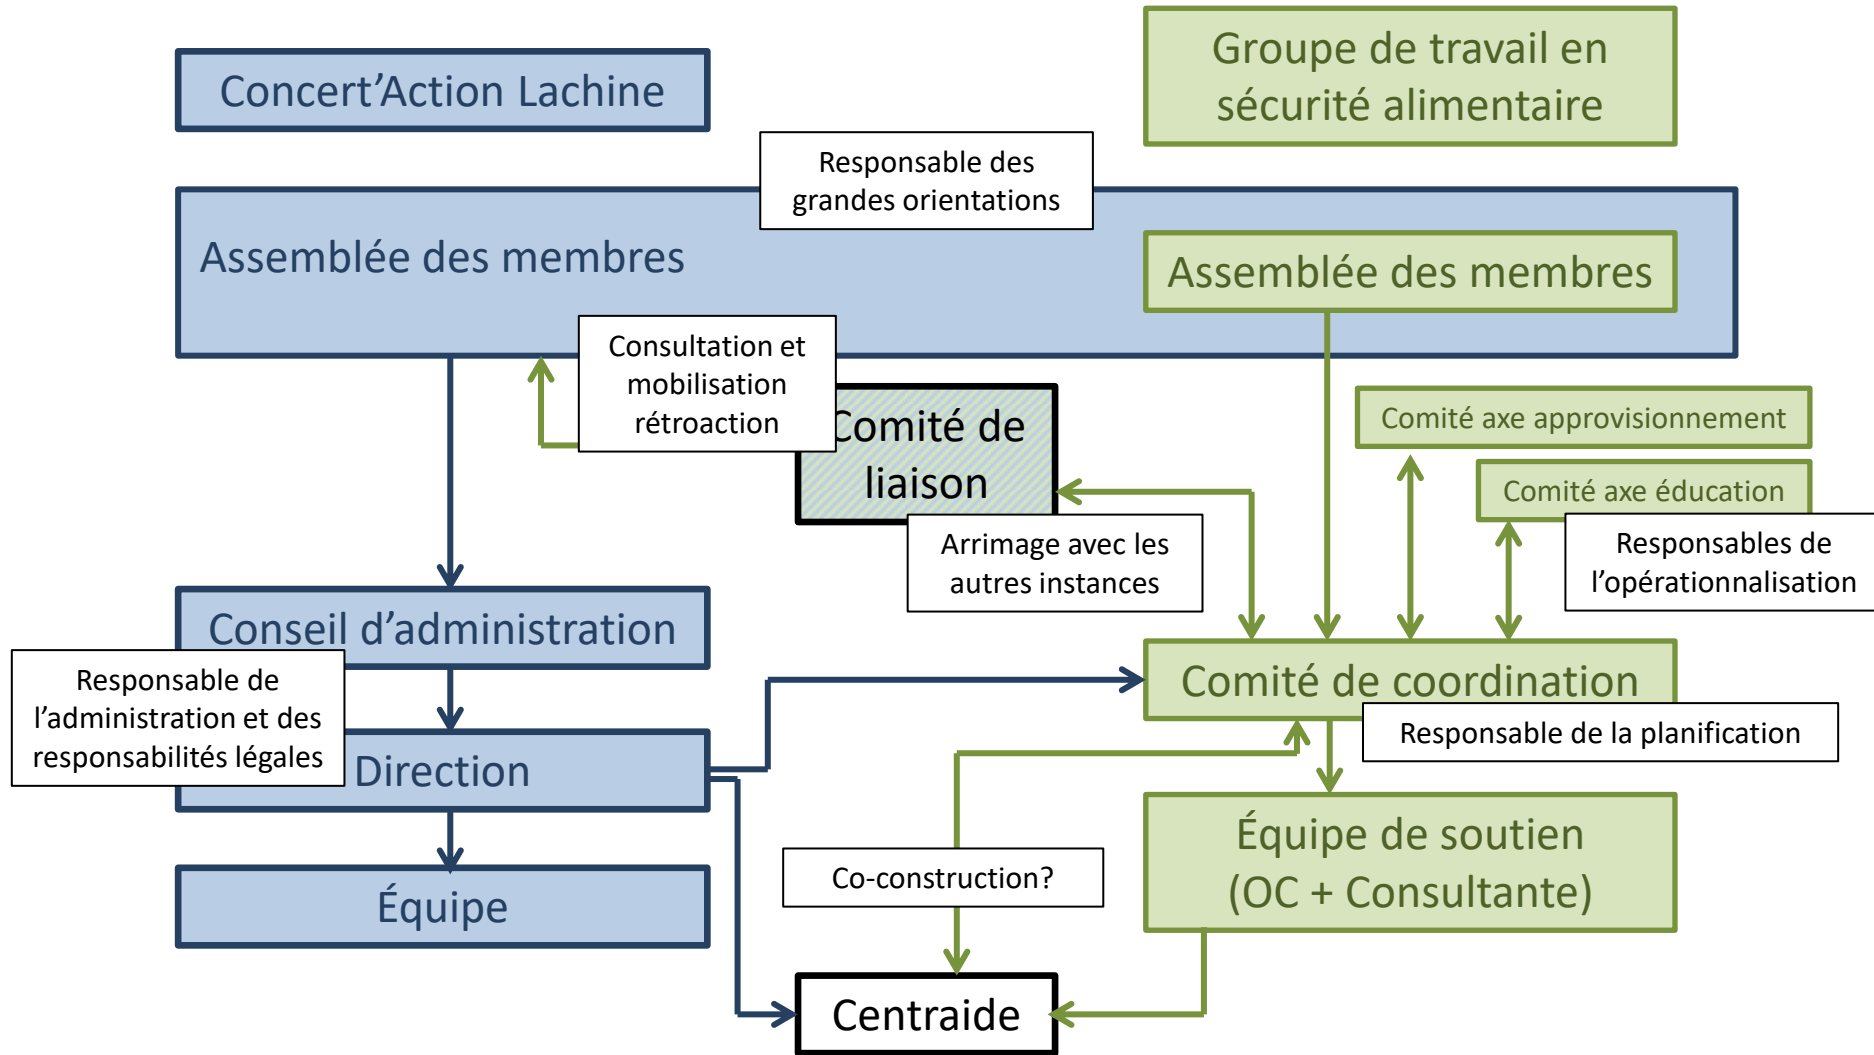 Concert’Action Lachine
Groupe de travail en
sécurité alimentaire
Responsable des
grandes orientations
Assemblée des membres
Assemblée des membres
Consultation et
mobilisation
rétroaction
Comité de
liaison
Comité axe approvisionnement
Comité axe éducation
Arrimage avec les
autres instances
Responsables de
l’opérationnalisation
Conseil d’administration
Responsable de
l’administration et des
responsabilités légales
Comité de coordination
Responsable de la planification
Direction
Équipe de soutien
(OC + Consultante)
Co-construction?
Équipe
Centraide